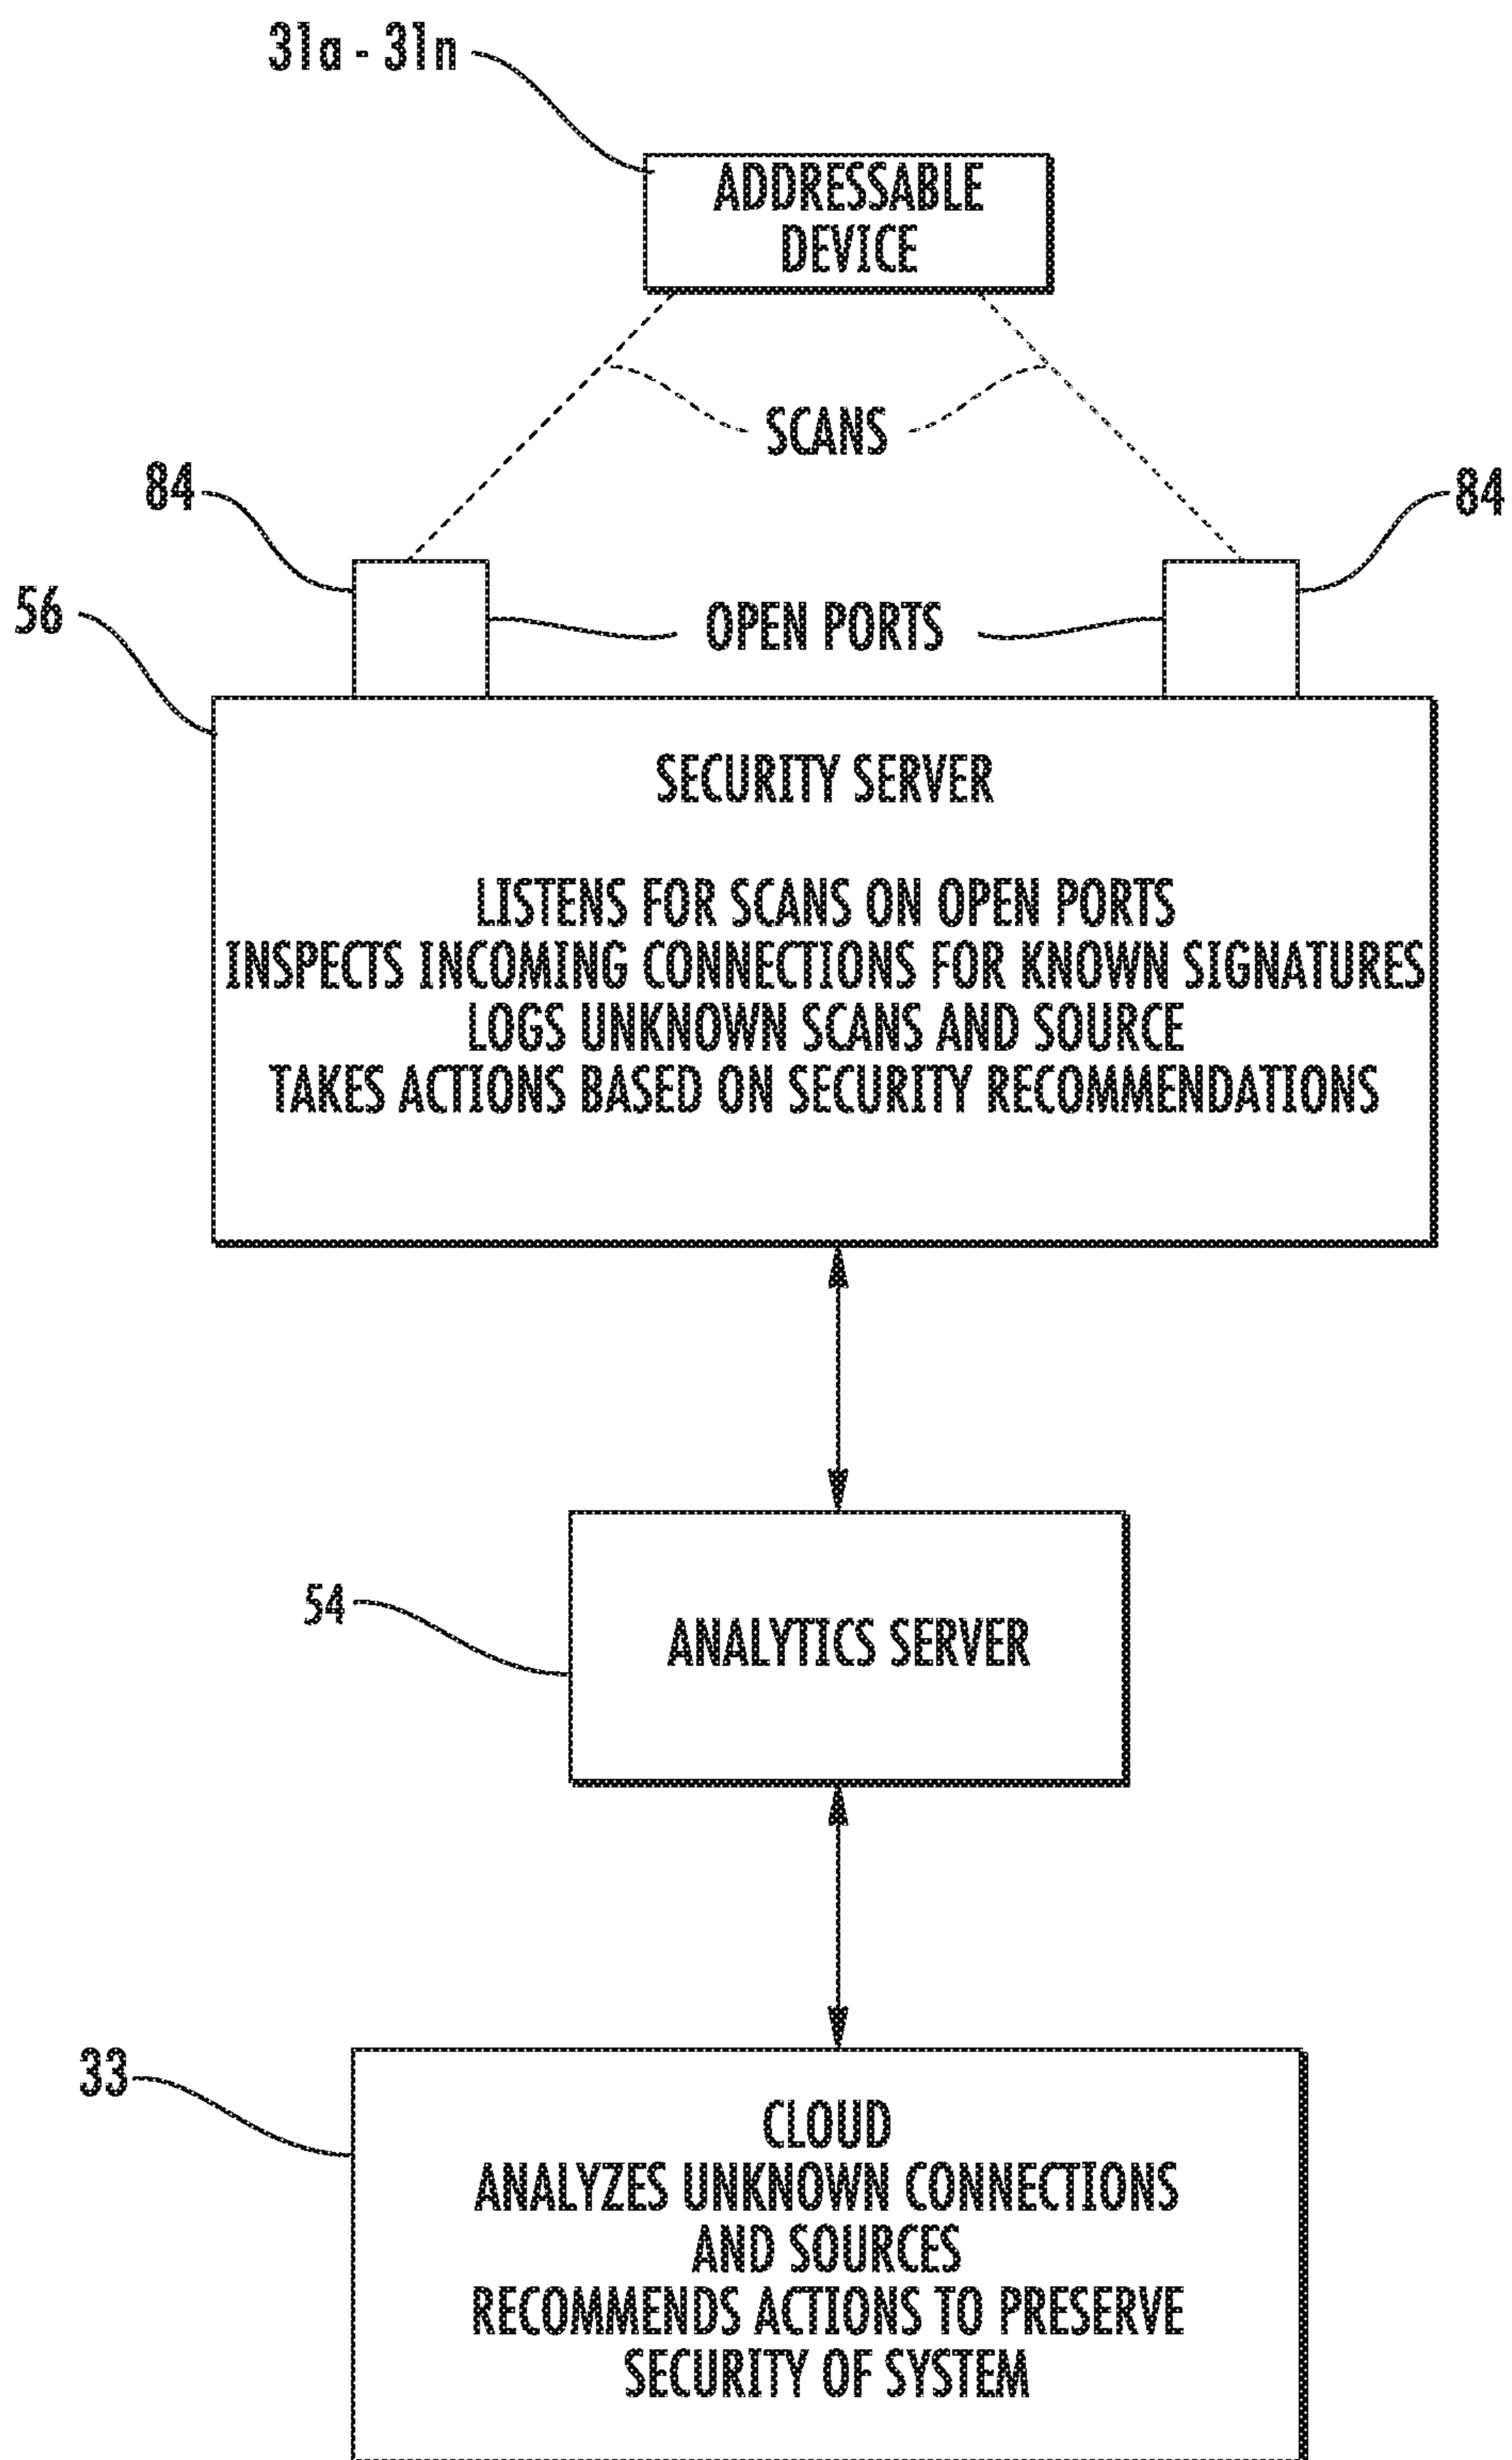 31a - 31n
ADDRESSABLE
DEVICE
SCANS
84
84
56
OPEN PORTS
SECURITY SERVER
LISTENS FOR SCANS ON OPEN PORTS
INSPECTS INCOMING CONNECTIONS FOR KNOWN SIGNATURES
LOGS UNKNOWN SCANS AND SOURCE
TAKES ACTIONS BASED ON SECURITY RECOMMENDATIONS
54
ANALYTICS SERVER
33
CLOUD
ANALYZES UNKNOWN CONNECTIONS
AND SOURCES
RECOMMENDS ACTIONS TO PRESERVE
SECURITY OF SYSTEM